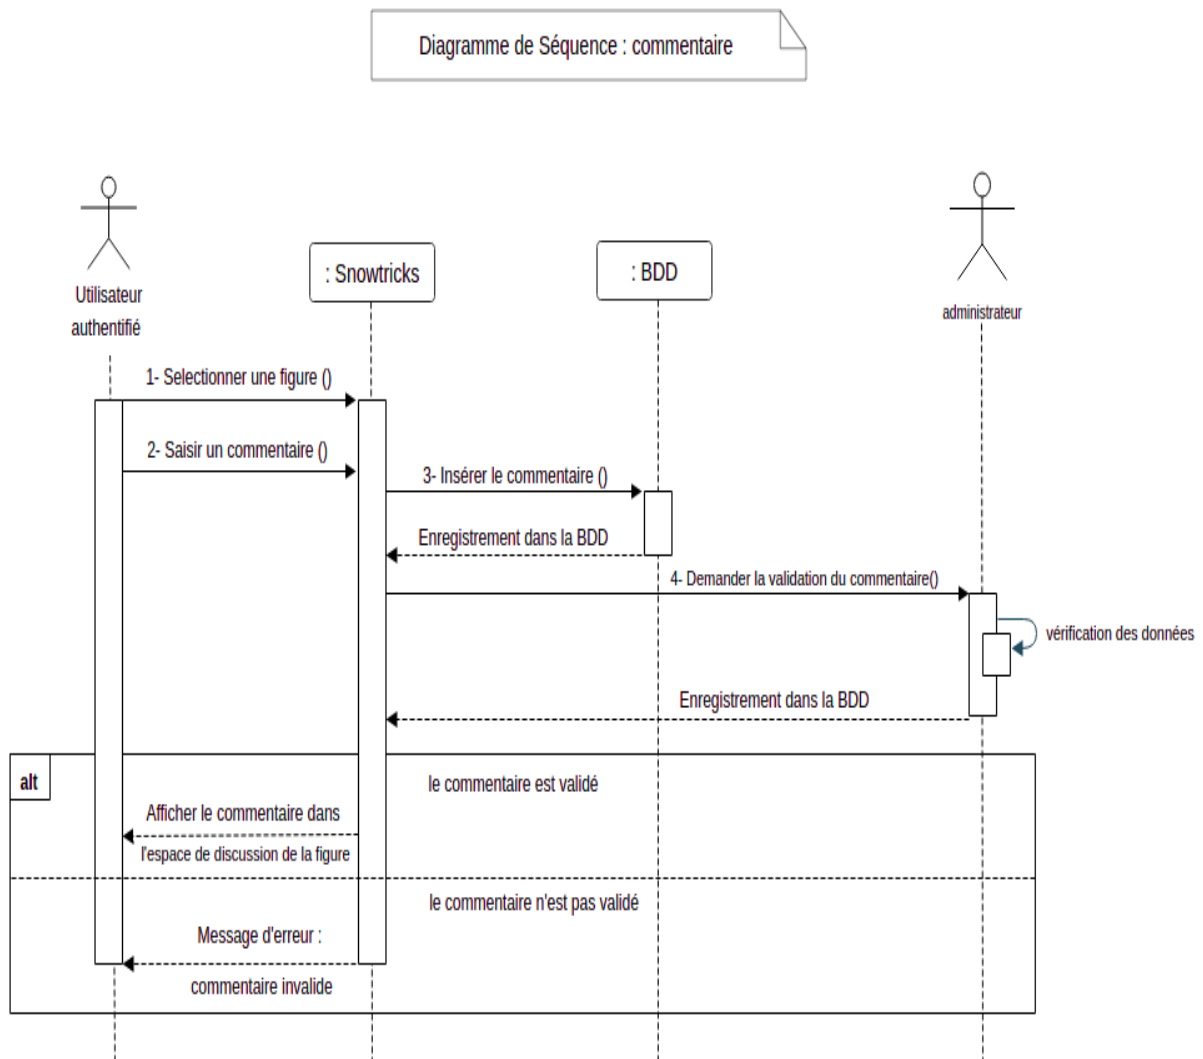 Diagramme de Séquence : commentaire
Utilisateur
authentifié
: Snowtricks
: BDD
administrateur
1- Selectionner une figure ()
2- Saisir un commentaire ()
3- Insérer le commentaire ()
Enregistrement dans la BDD
4- Demander la validation du commentaire()
vérification des données
Enregistrement dans la BDD
alt
le commentaire est validé
Afficher le commentaire dans
l'espace de discussion de la figure
le commentaire n'est pas validé
Message d'erreur :
commentaire invalide